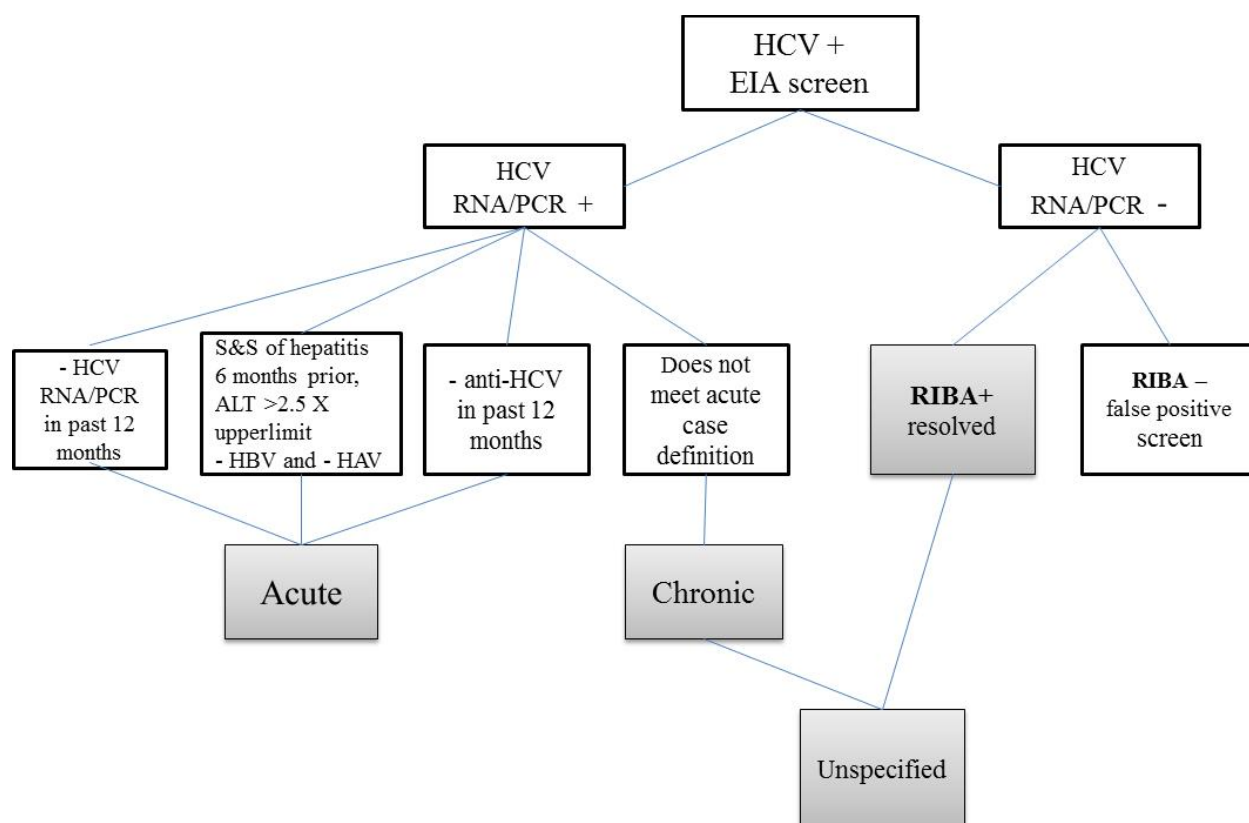 HCV +
EIA screen
HCV
RNA/PCR +
HCV
RNA/PCR -
- HCV
RNA/PCR
in past 12
months
S&S of hepatitis
6 months prior,
ALT >2.5 X
upperlimit
- HBV and - HAV
- anti-HCV
in past 12
months
Does not
meet acute
case
definition
RIBA+
resolved
RIBA –
false positive
screen
Acute
Chronic
Unspecified